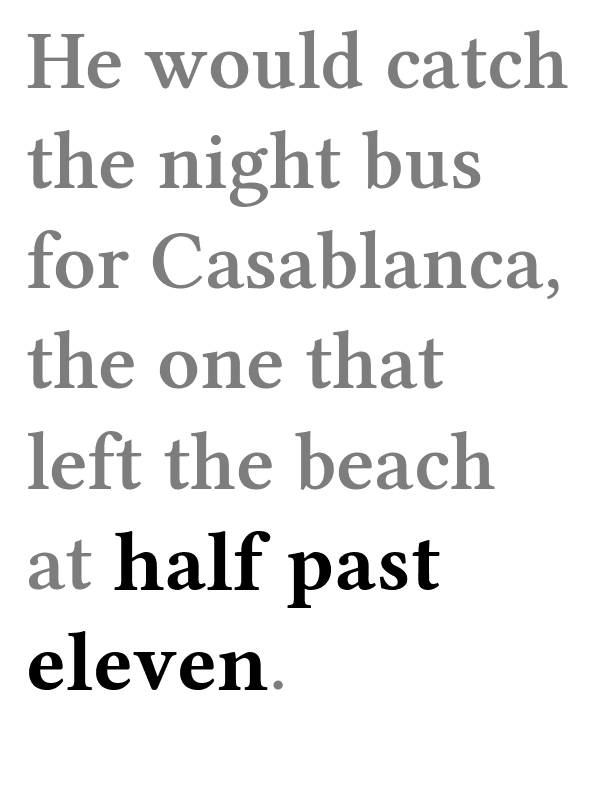 He would catch
the night bus
for Casablanca,
the one that
left the beach
at half past
eleven.